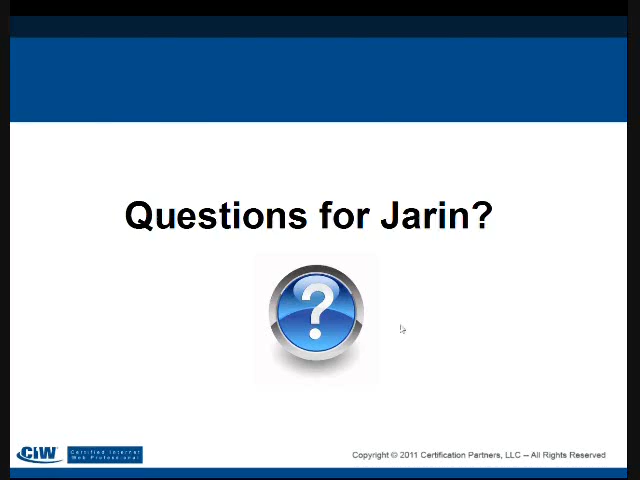 Questions for Jarin?
?
CIW
Certified Internet
Web Professional
Copyright © 2011 Certification Partners, LLC -- All Rights Reserved